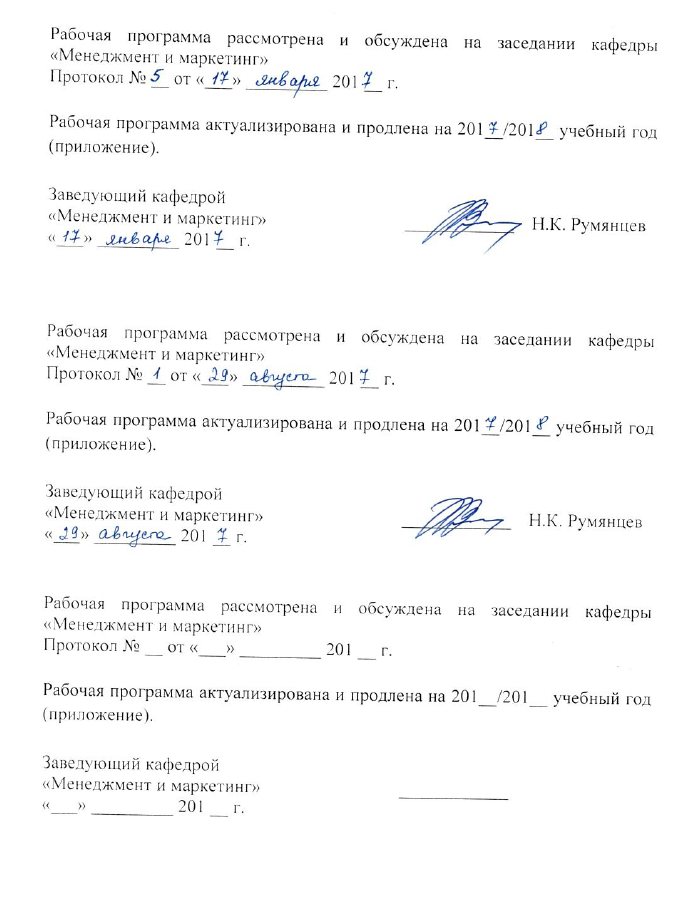 Рабочая программа рассмотрена и обсуждена на заседании кафедры
«Менеджмент и маркетинг»
Протокол № 5 от «17» января 2017 г.
Рабочая программа актуализирована и продлена на 2017/2018 учебный год
(приложение).
Заведующий кафедрой
«Менеджмент и маркетинг»
Н.К. Румянцев
«17» января 2017 г.
Рабочая программа рассмотрена и обсуждена на заседании кафедры
«Менеджмент и маркетинг»
Протокол № 1 от «29» августа 2017 г.
Рабочая программа актуализирована и продлена на 2017/2018 учебный год
(приложение).
Заведующий кафедрой
«Менеджмент и маркетинг»
Н.К. Румянцев
«29» августа 2017 г.
Рабочая программа рассмотрена и обсуждена на заседании кафедры
«Менеджмент и маркетинг»
Протокол № __ от «___» _________ 201 __ г.
Рабочая программа актуализирована и продлена на 201__/201__ учебный год
(приложение).
Заведующий кафедрой
«Менеджмент и маркетинг»
«___» _________ 201 __ г.